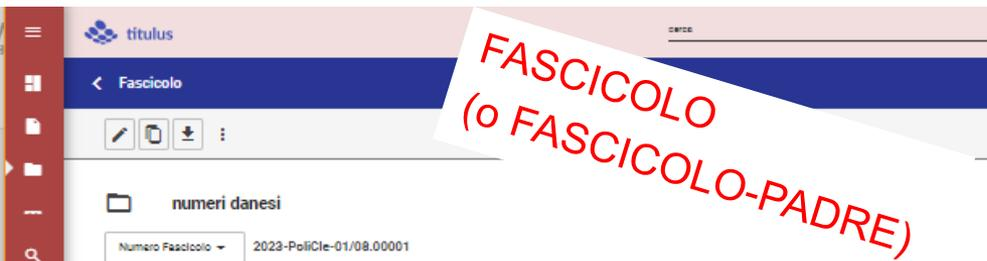 titulus
cerca
Fascicolo
FASCICOLO
(o FASCICOLO-PADRE)
numeri danesi
Numero Fascicolo
2023-PoliCle-01/08.00001